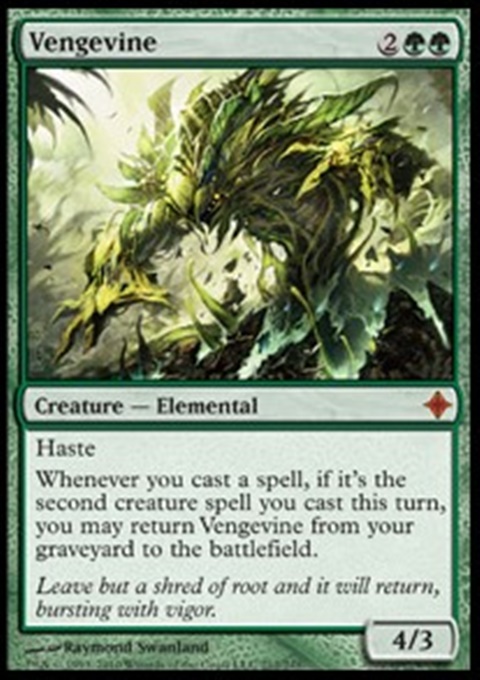 Vengevine 2
Creature — Elemental
Haste
Whenever you cast a spell, if it's the
second creature spell you cast this turn,
you may return Vengevine from your
graveyard to the battlefield.
Leave but a shred of root and it will return,
bursting with vigor.
Raymond Swanland
4/3